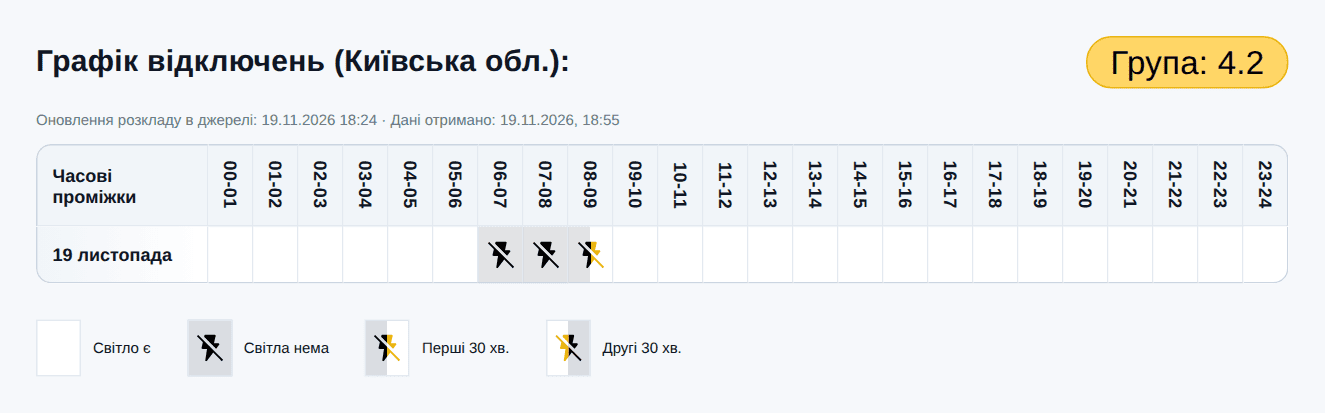 Графік відключень (Київська обл.):
Група: 4.2
Оновлення розкладу в джерелі: 19.11.2026 18:24 · Дані отримано: 19.11.2026, 18:55
Часові
проміжки
00-01
01-02
02-03
03-04
04-05
05-06
06-07
07-08
08-09
09-10
10-11
11-12
12-13
13-14
14-15
15-16
16-17
17-18
18-19
19-20
20-21
21-22
22-23
23-24
19 листопада
Світло є
Світла нема
Перші 30 хв.
Другі 30 хв.